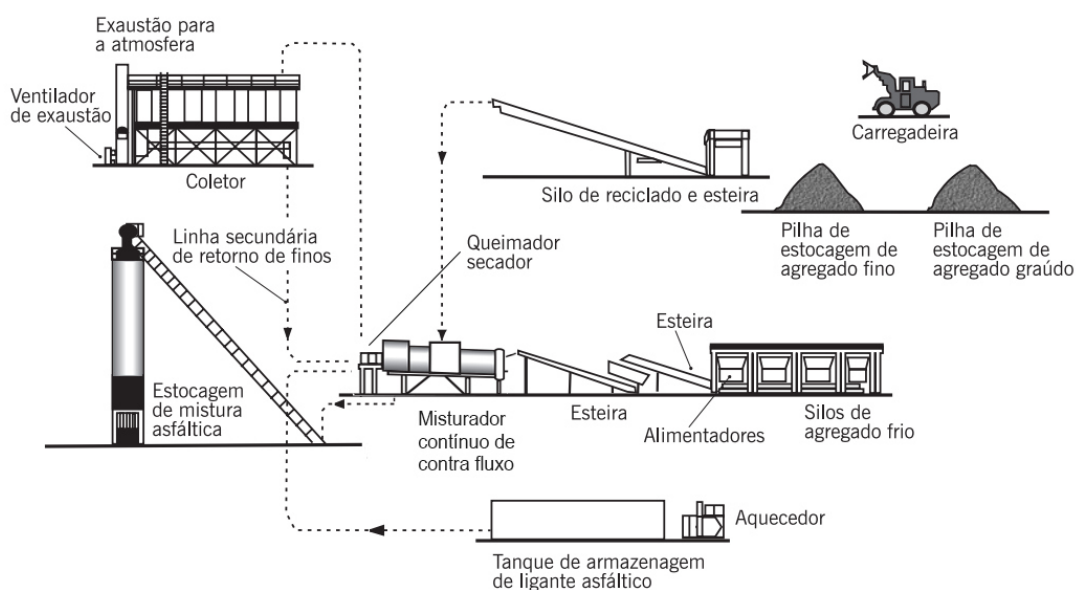 Exaustão para
a atmosfera
Ventilador
de exaustão
Coletor
Carregadeira
Silo de reciclado e esteira
Pilha de
estocagem de
agregado fino
Pilha de
estocagem de
agregado graúdo
Linha secundária
de retorno de finos
Queimador
secador
Esteira
Estocagem
de mistura
asfáltica
Misturador
contínuo de
contra fluxo
Esteira
Alimentadores
Silos de
agregado frio
Aquecedor
Tanque de armazenagem
de ligante asfáltico